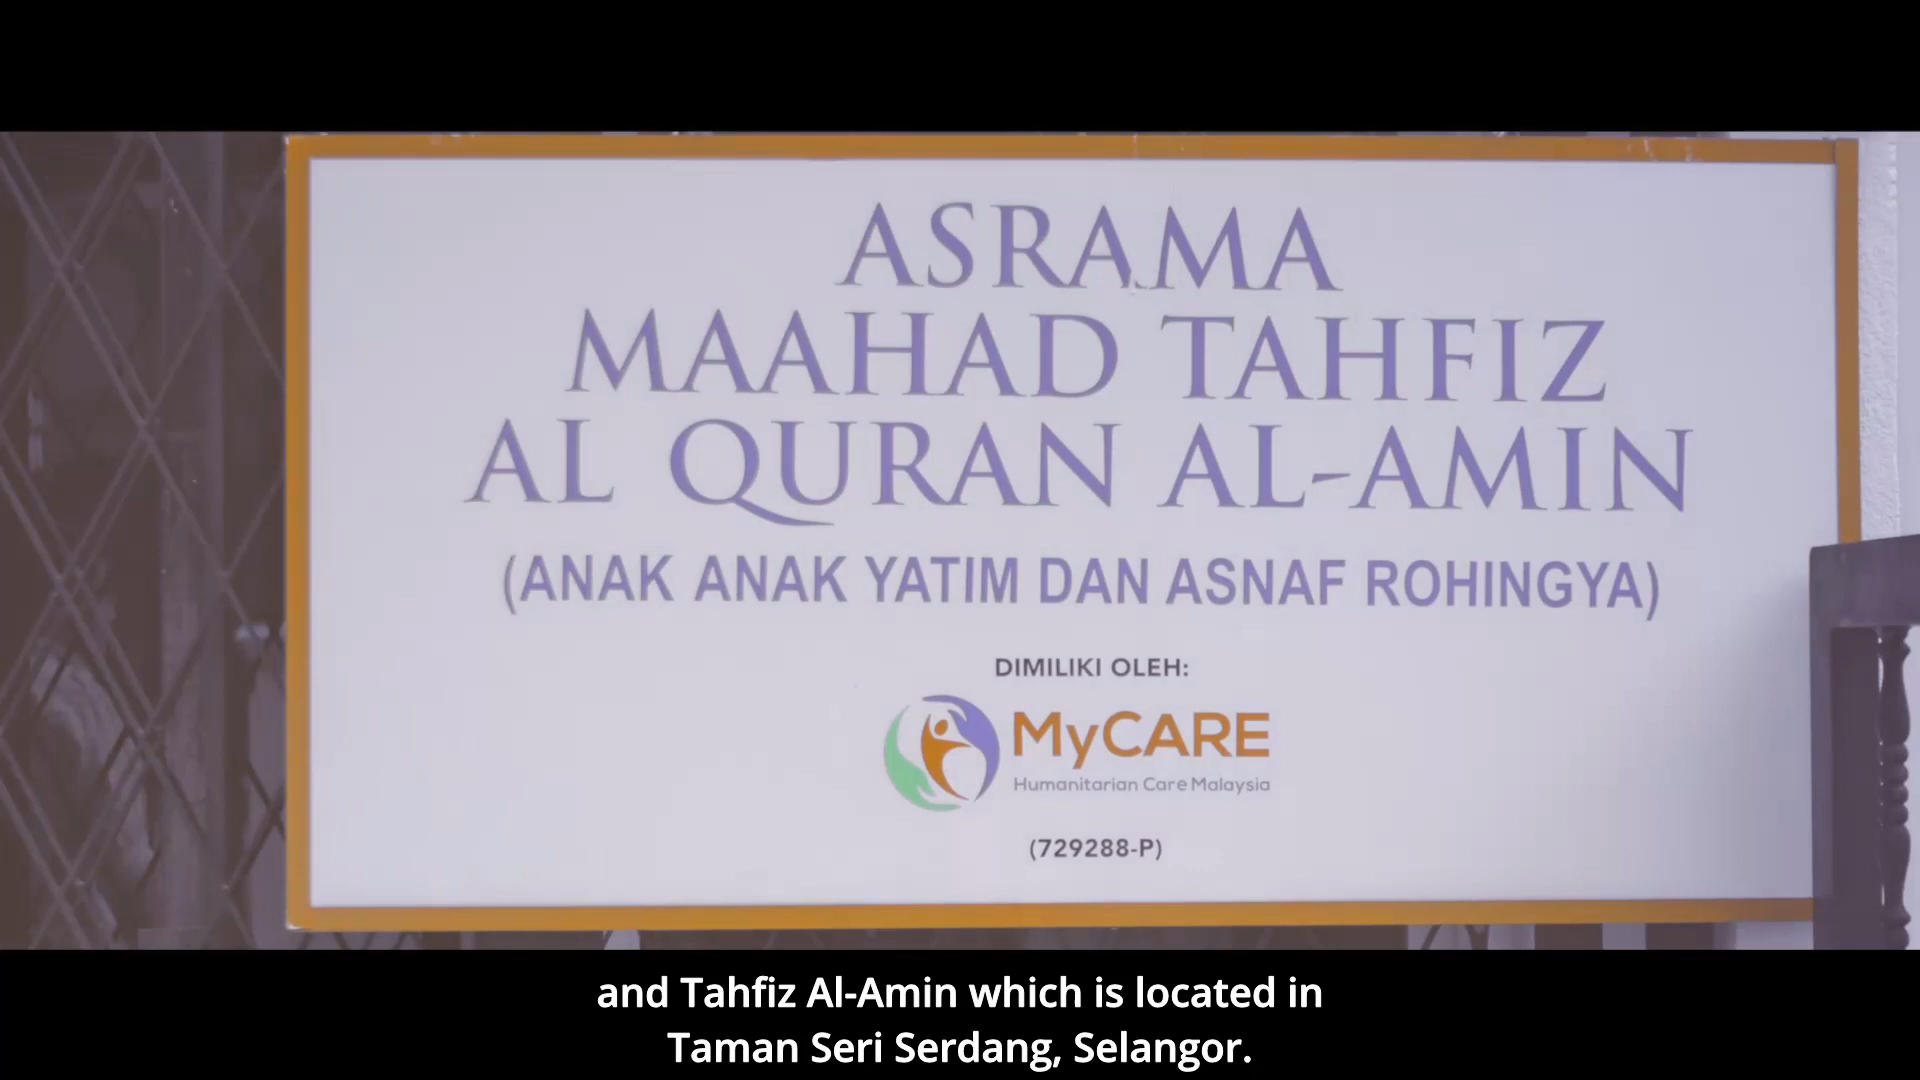 ASRAMA
MAAHAD TAHFIZ
AL QURAN AL-AMIN
(ANAK ANAK YATIM DAN ASNAF ROHINGYA)
DIMILIKI OLEH:
MyCARE
Humanitarian Care Malaysia
(729288-P)
and Tahfiz Al-Amin which is located in
Taman Seri Serdang, Selangor.